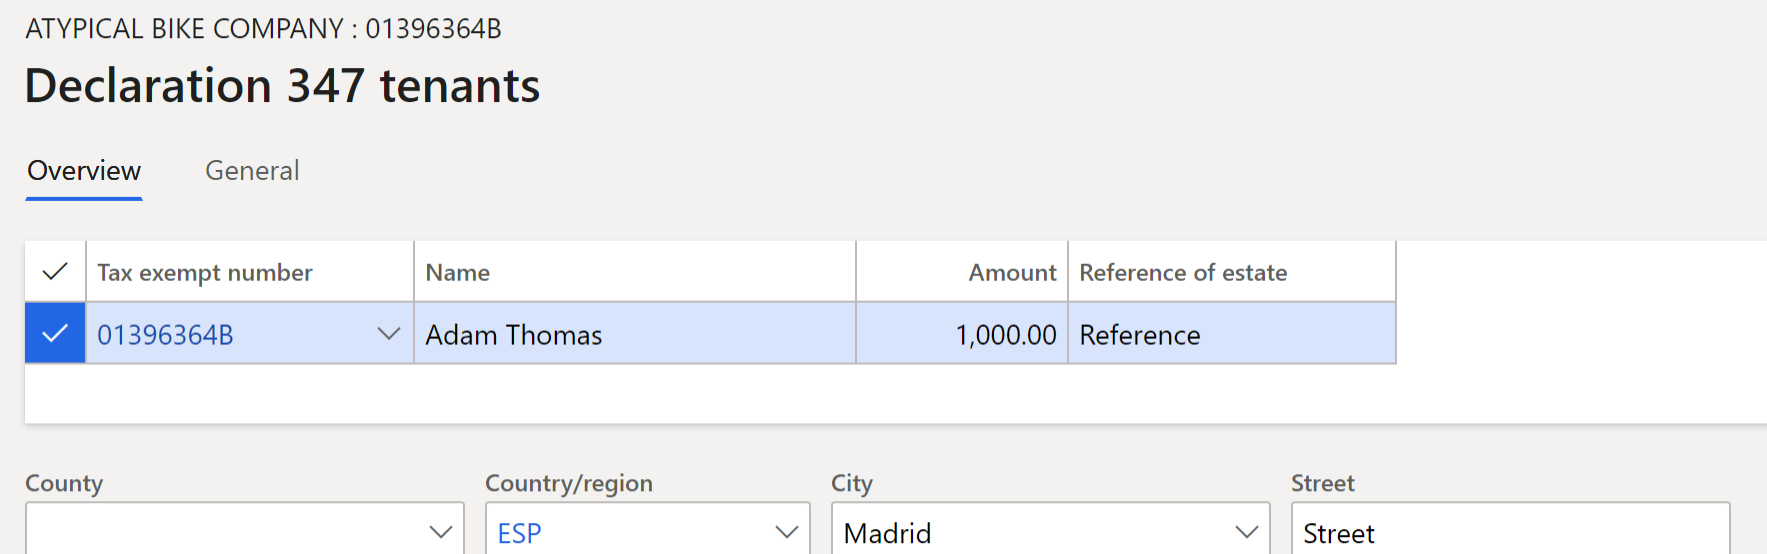 ATYPICAL BIKE COMPANY : 01396364B
Declaration 347 tenants
Overview General
Tax exempt number Name Amount Reference of estate
01396364B Adam Thomas 1,000.00 Reference
County Country/region City Street
ESP Madrid Street